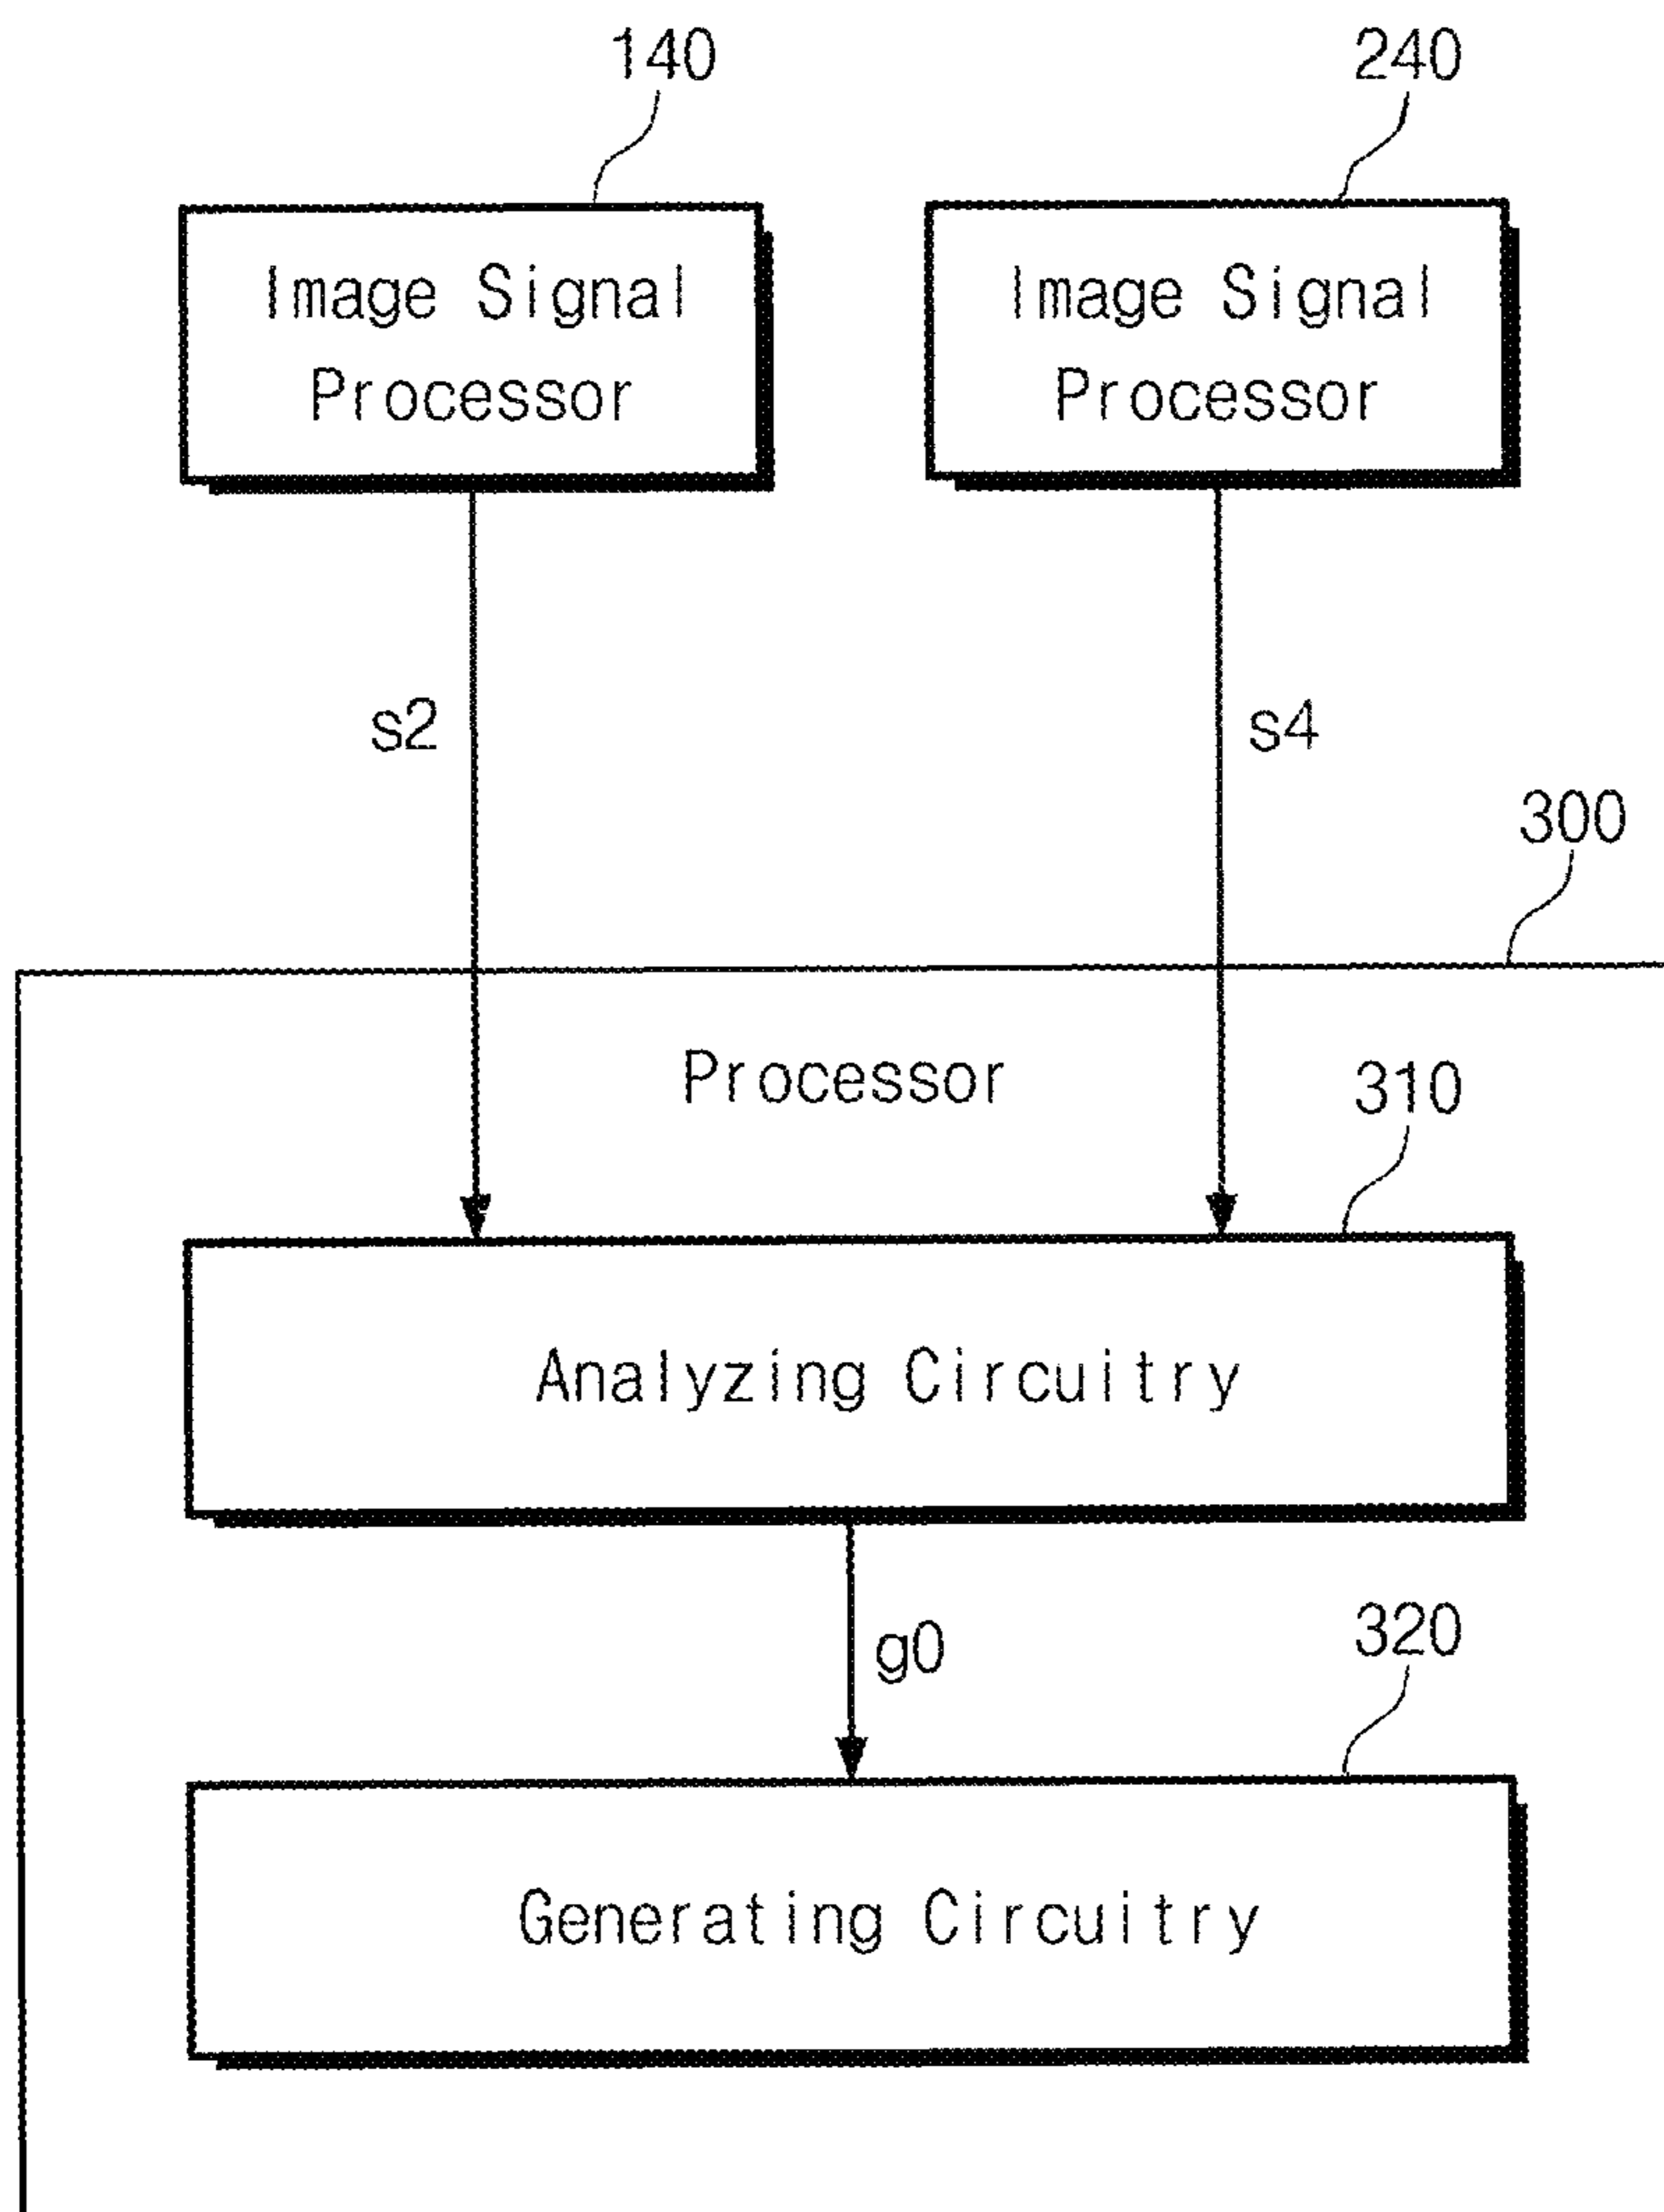 140
240
Image Signal
Processor
Image Signal
Processor
s2
s4
300
Processor
310
Analyzing Circuitry
g0
320
Generating Circuitry